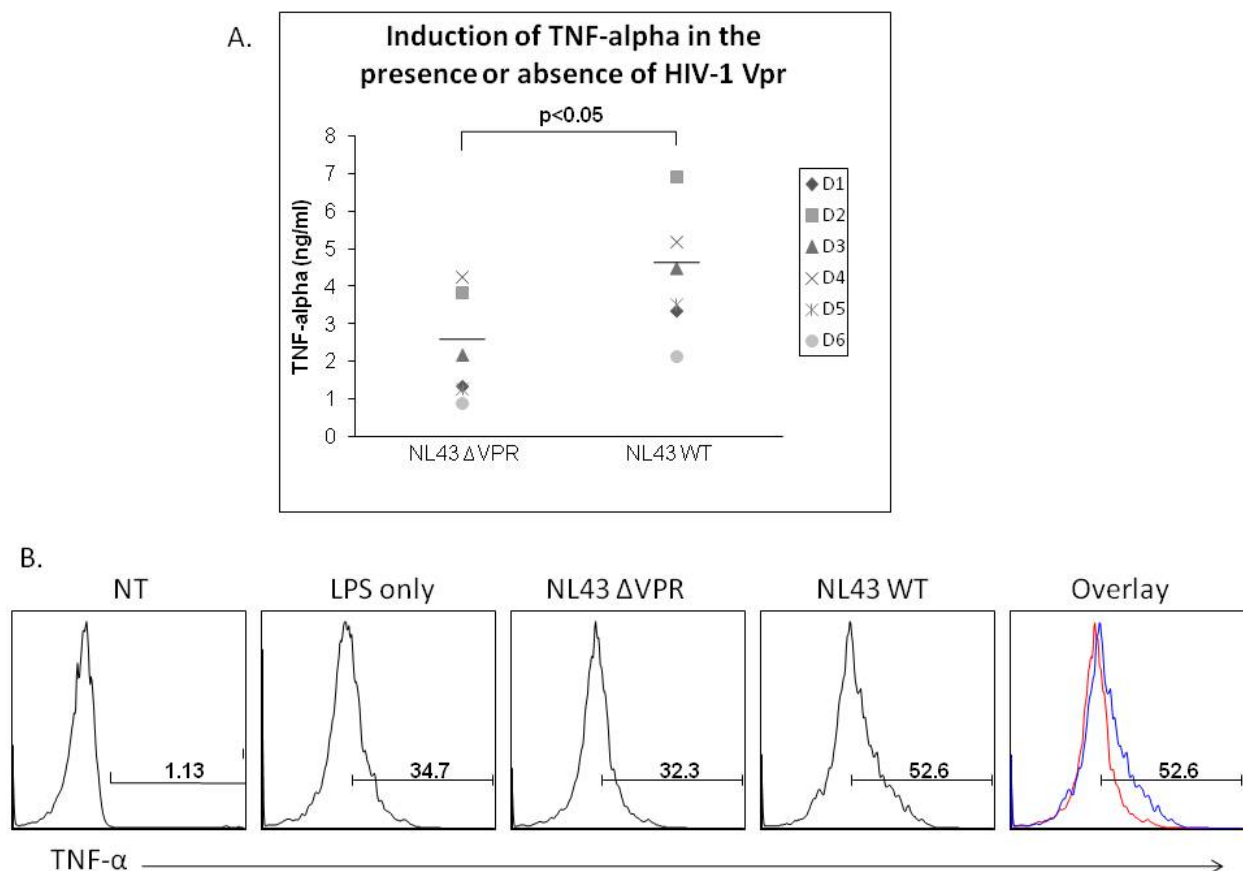 A.
Induction of TNF-alpha in the
presence or absence of HIV-1 Vpr
p<0.05
TNF-alpha (ng/ml)
8
7
6
5
4
3
2
1
0
NL43 Δ VPR
NL43 WT
D1
D2
D3
D4
D5
D6
B.
NT
LPS only
NL43 ΔVPR
NL43 WT
Overlay
1.13
34.7
32.3
52.6
52.6
TNF-α